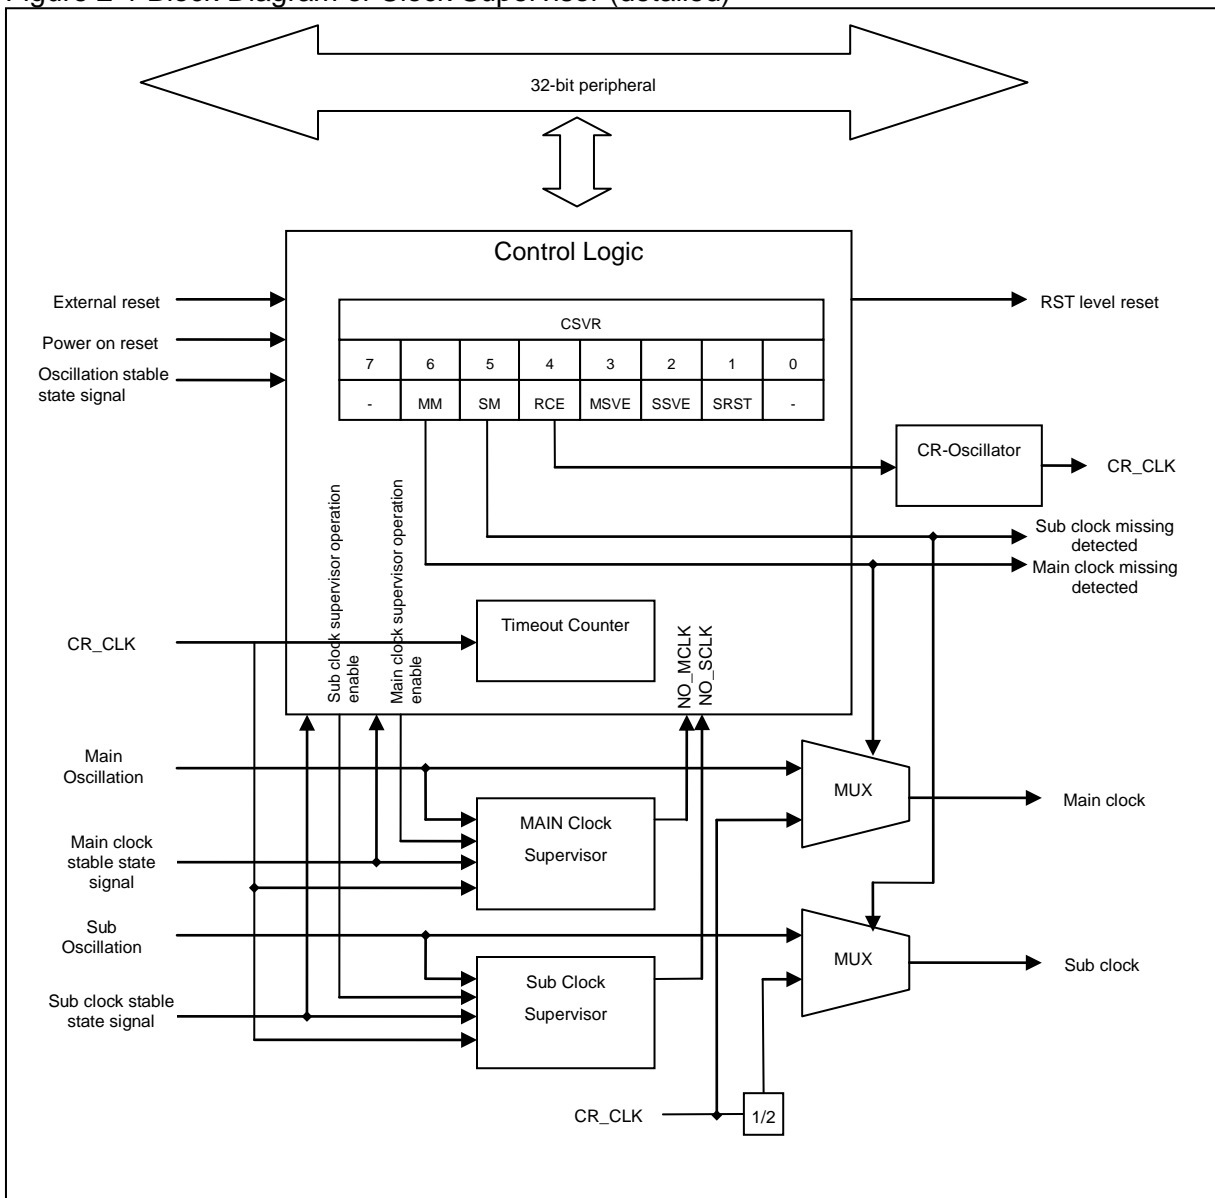 Figure 2-1 Block Diagram of Clock Supervisor (detailed)
32-bit peripheral
Control Logic
External reset
Power on reset
Oscillation stable
state signal
RST level reset
CSVR
7 6 5 4 3 2 1 0
- MM SM RCE MSVE SSVE SRST -
CR-Oscillator
CR_CLK
Sub clock missing
detected
Main clock missing
detected
Sub clock supervisor operation
enable
Main clock supervisor operation
enable
CR_CLK
Timeout Counter
NO_MCLK
NO_SCLK
Main
Oscillation
MUX
Main clock
MAIN Clock
Supervisor
Main clock
stable state
signal
Sub
Oscillation
MUX
Sub clock
Sub Clock
Supervisor
Sub clock stable
state signal
CR_CLK
1/2